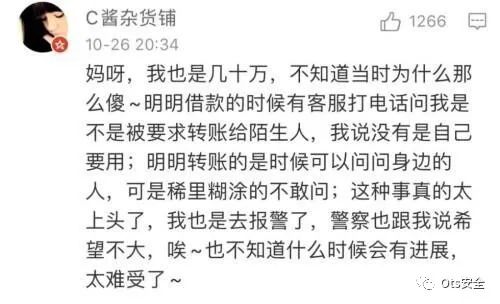 C酱杂货铺
1266
10-26 20:34
妈呀，我也是几十万，不知道当时为什么那
么傻~明明借款的时候有客服打电话问我是
不是被要求转账给陌生人，我说没有是自己
要用；明明转账的是时候可以问问身边的
人，可是稀里糊涂的不敢问；这种事真的太
上头了，我也是去报警了，警察也跟我说希
望不大，唉~也不知道什么时候会有进展，
太难受了~
Ots安全